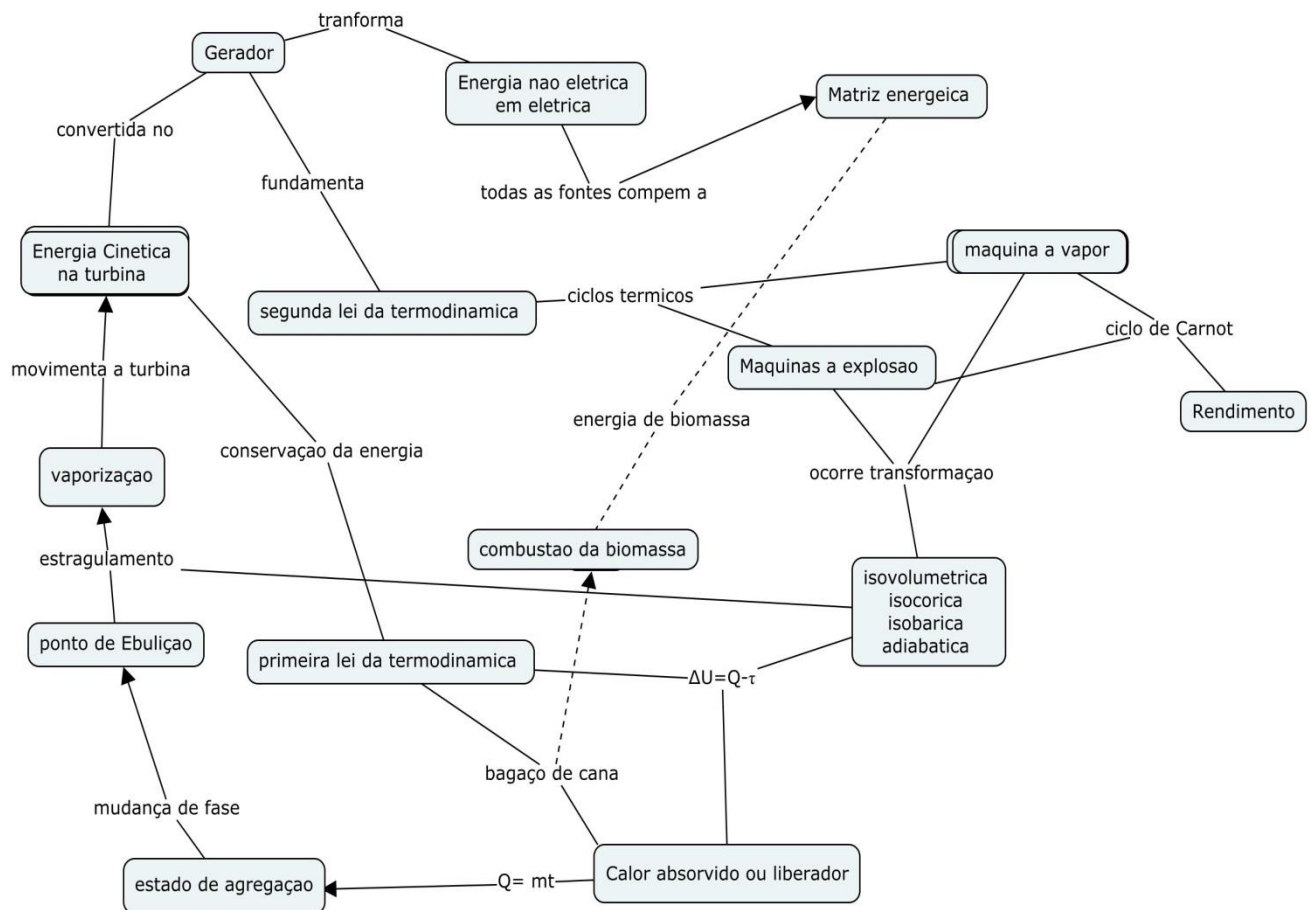 tranforma
Gerador
Energia nao eletrica
em eletrica
Matriz energeica
convertida no
fundamenta
todas as fontes compem a
Energia Cinetica
na turbina
maquina a vapor
segunda lei da termodinamica
ciclos termicos
ciclo de Carnot
movimenta a turbina
Maquinas a explosao
Rendimento
energia de biomassa
conservaçao da energia
vaporizaçao
ocorre transformaçao
estragulamento
combustao da biomassa
isovolumetrica
isocorica
isobarica
adiabatica
ponto de Ebuliçao
primeira lei da termodinamica
ΔU=Q-τ
bagaço de cana
mudança de fase
estado de agregaçao
Q= mt
Calor absorvido ou liberador